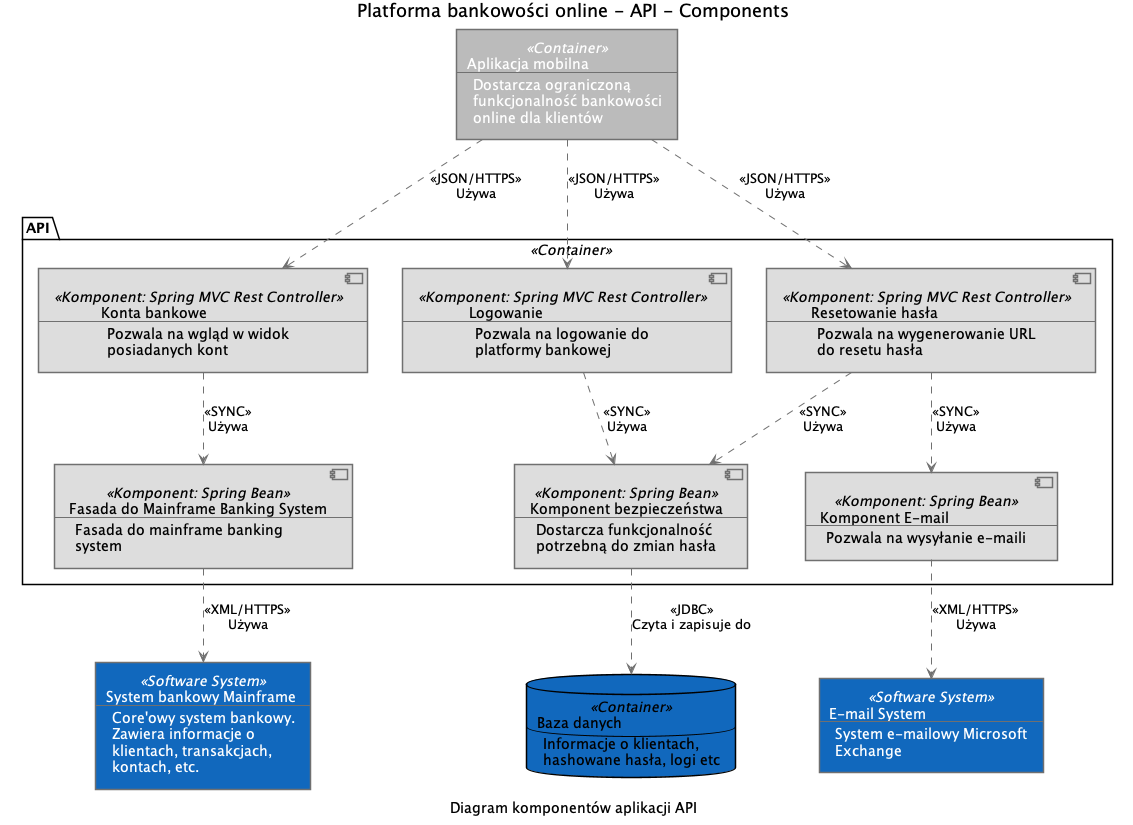 Platforma bankowości online – API – Components
«Container»
Aplikacja mobilna
Dostarcza ograniczoną
funkcjonalność bankowości
online dla klientów
«JSON/HTTPS»
Używa
«JSON/HTTPS»
Używa
«JSON/HTTPS»
Używa
API
«Container»
«Komponent: Spring MVC Rest Controller»
Konta bankowe
Pozwala na wgląd w widok
posiadanych kont
«Komponent: Spring MVC Rest Controller»
Logowanie
Pozwala na logowanie do
platformy bankowej
«Komponent: Spring MVC Rest Controller»
Resetowanie hasła
Pozwala na wygenerowanie URL
do resetu hasła
«SYNC»
Używa
«SYNC»
Używa
«SYNC»
Używa
«SYNC»
Używa
«Komponent: Spring Bean»
Fasada do Mainframe Banking System
Fasada do mainframe banking
system
«Komponent: Spring Bean»
Komponent bezpieczeństwa
Dostarcza funkcjonalność
potrzebną do zmian hasła
«Komponent: Spring Bean»
Komponent E-mail
Pozwala na wysyłanie e-maili
«XML/HTTPS»
Używa
«JDBC»
Czyta i zapisuje do
«XML/HTTPS»
Używa
«Software System»
System bankowy Mainframe
Core'owy system bankowy.
Zawiera informacje o
klientach, transakcjach,
kontach, etc.
«Container»
Baza danych
Informacje o klientach,
hashowane hasła, logi etc
«Software System»
E-mail System
System e-mailowy Microsoft
Exchange
Diagram komponentów aplikacji API